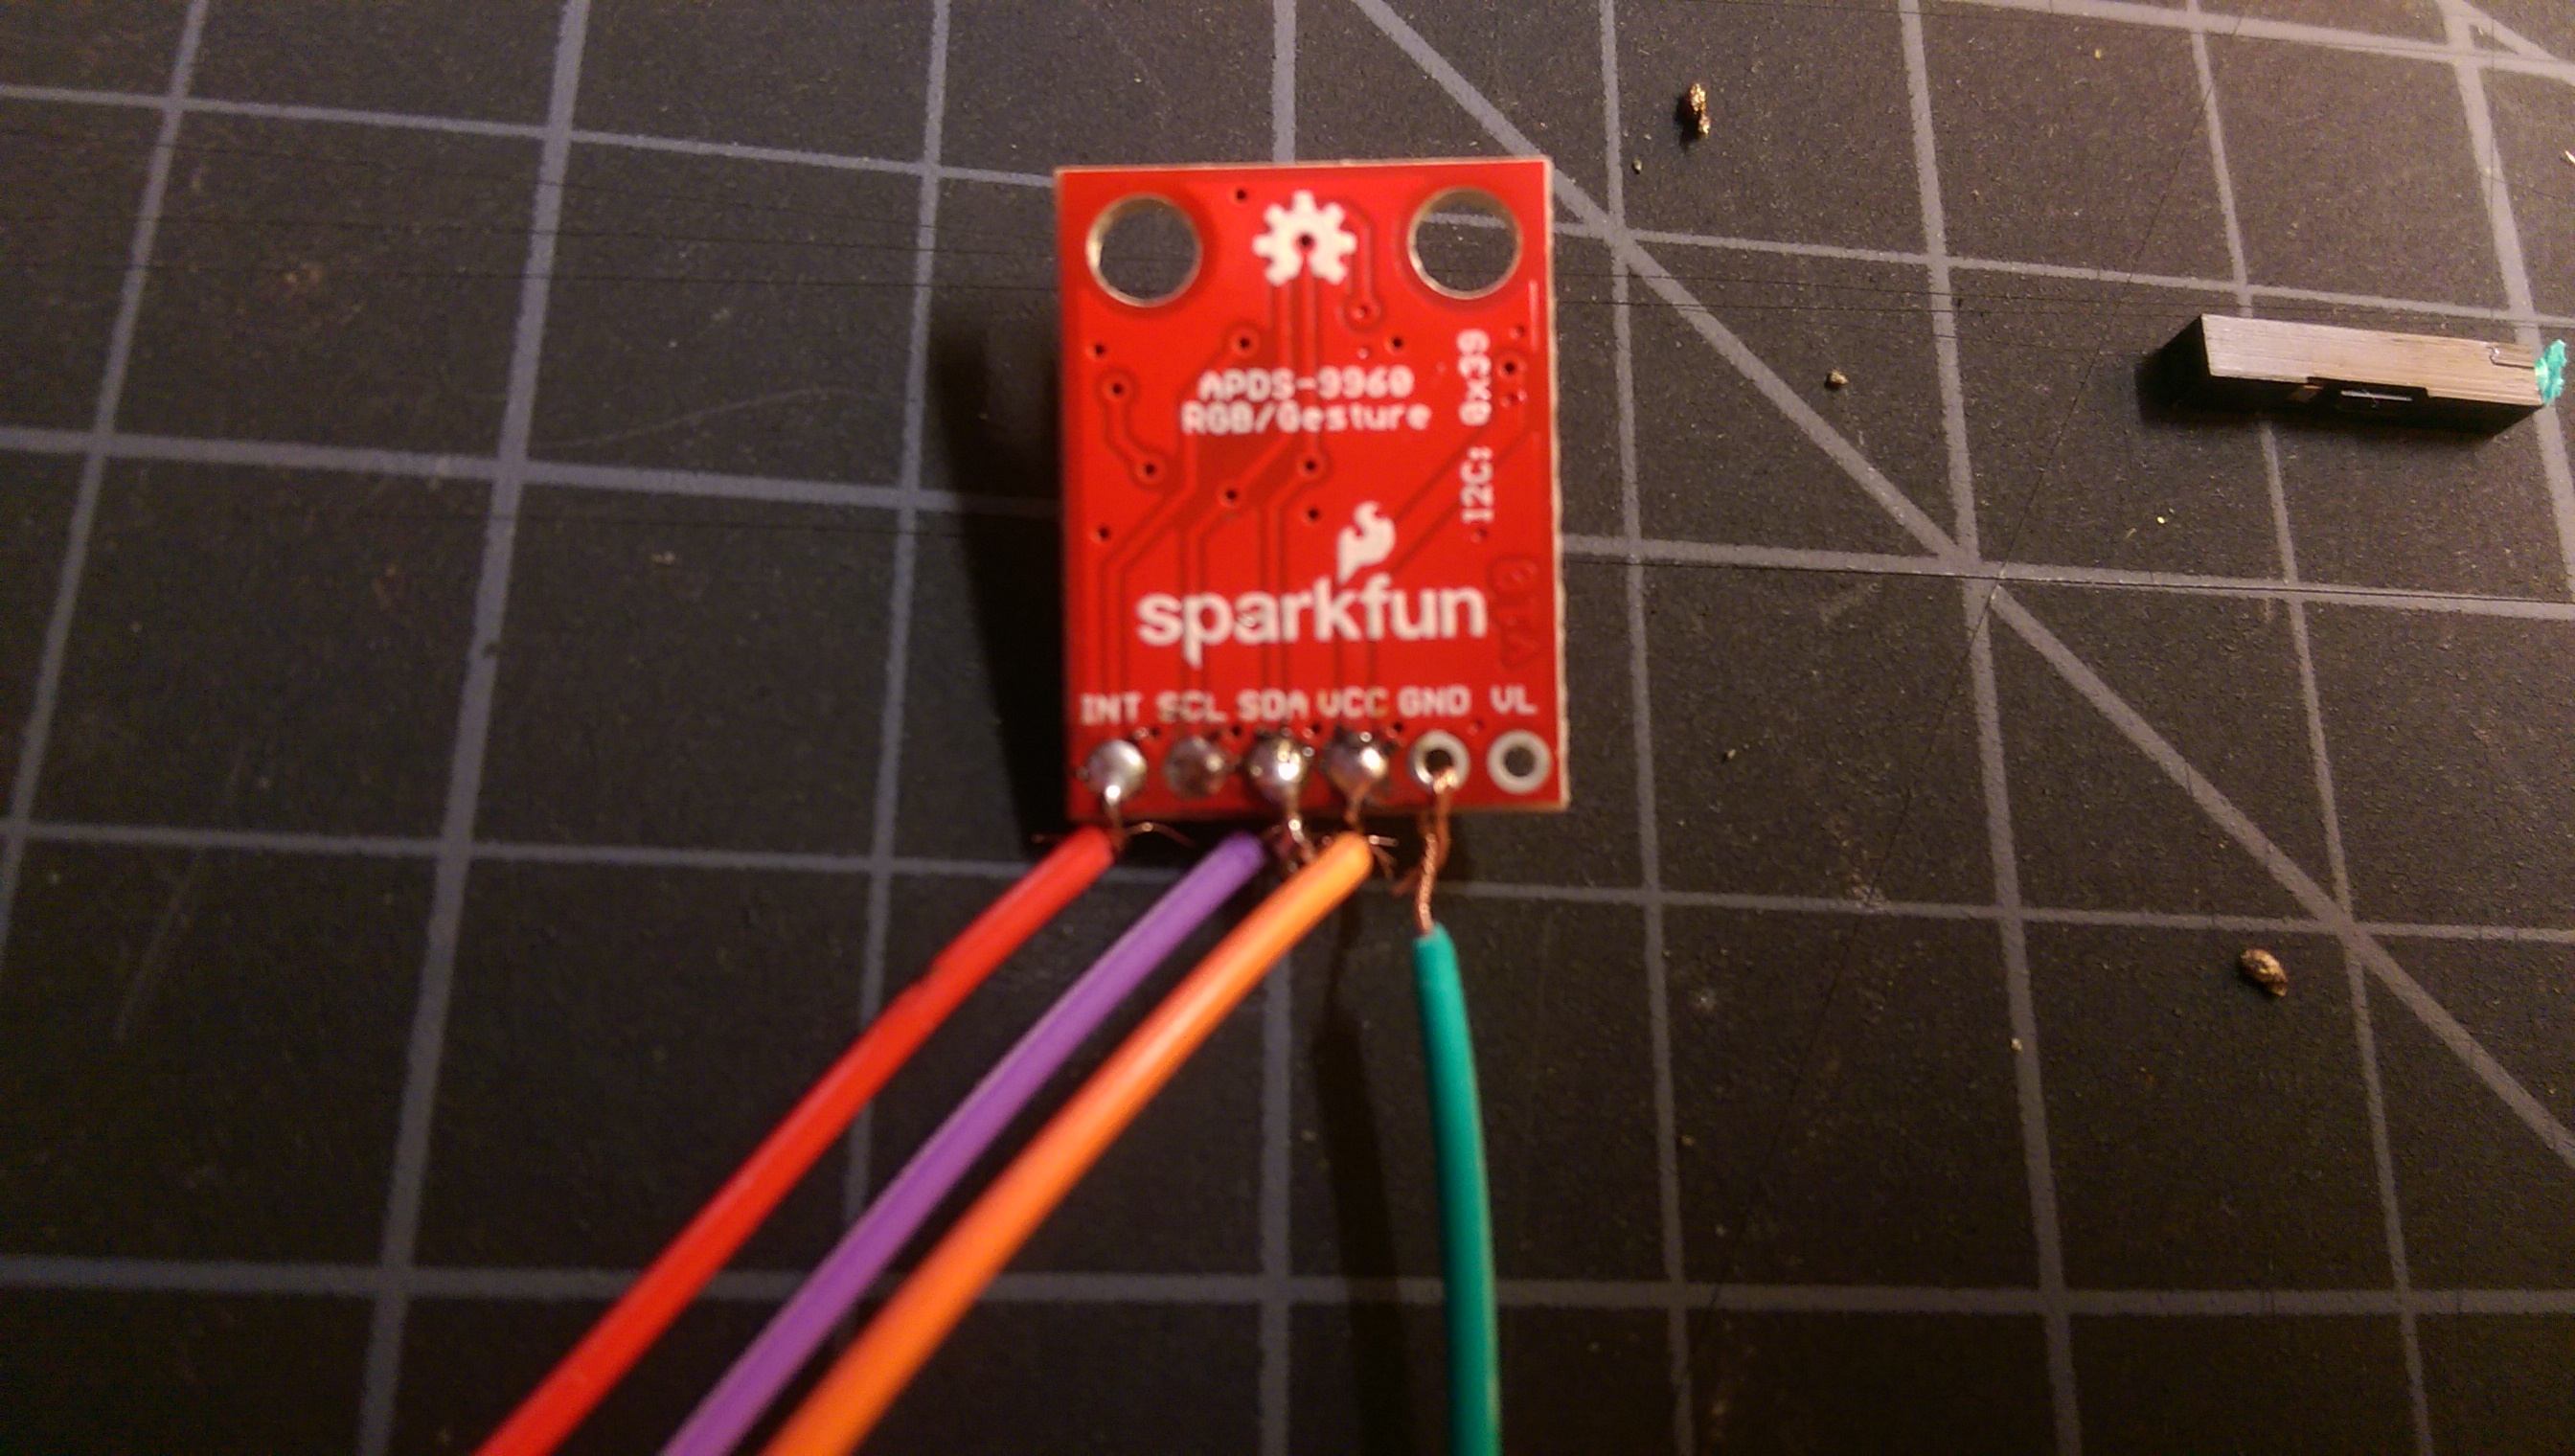 APDS-9960
RGB/Gesture
I2C: 0x39
sparkfun
INT SCL SDA VCC GND VL